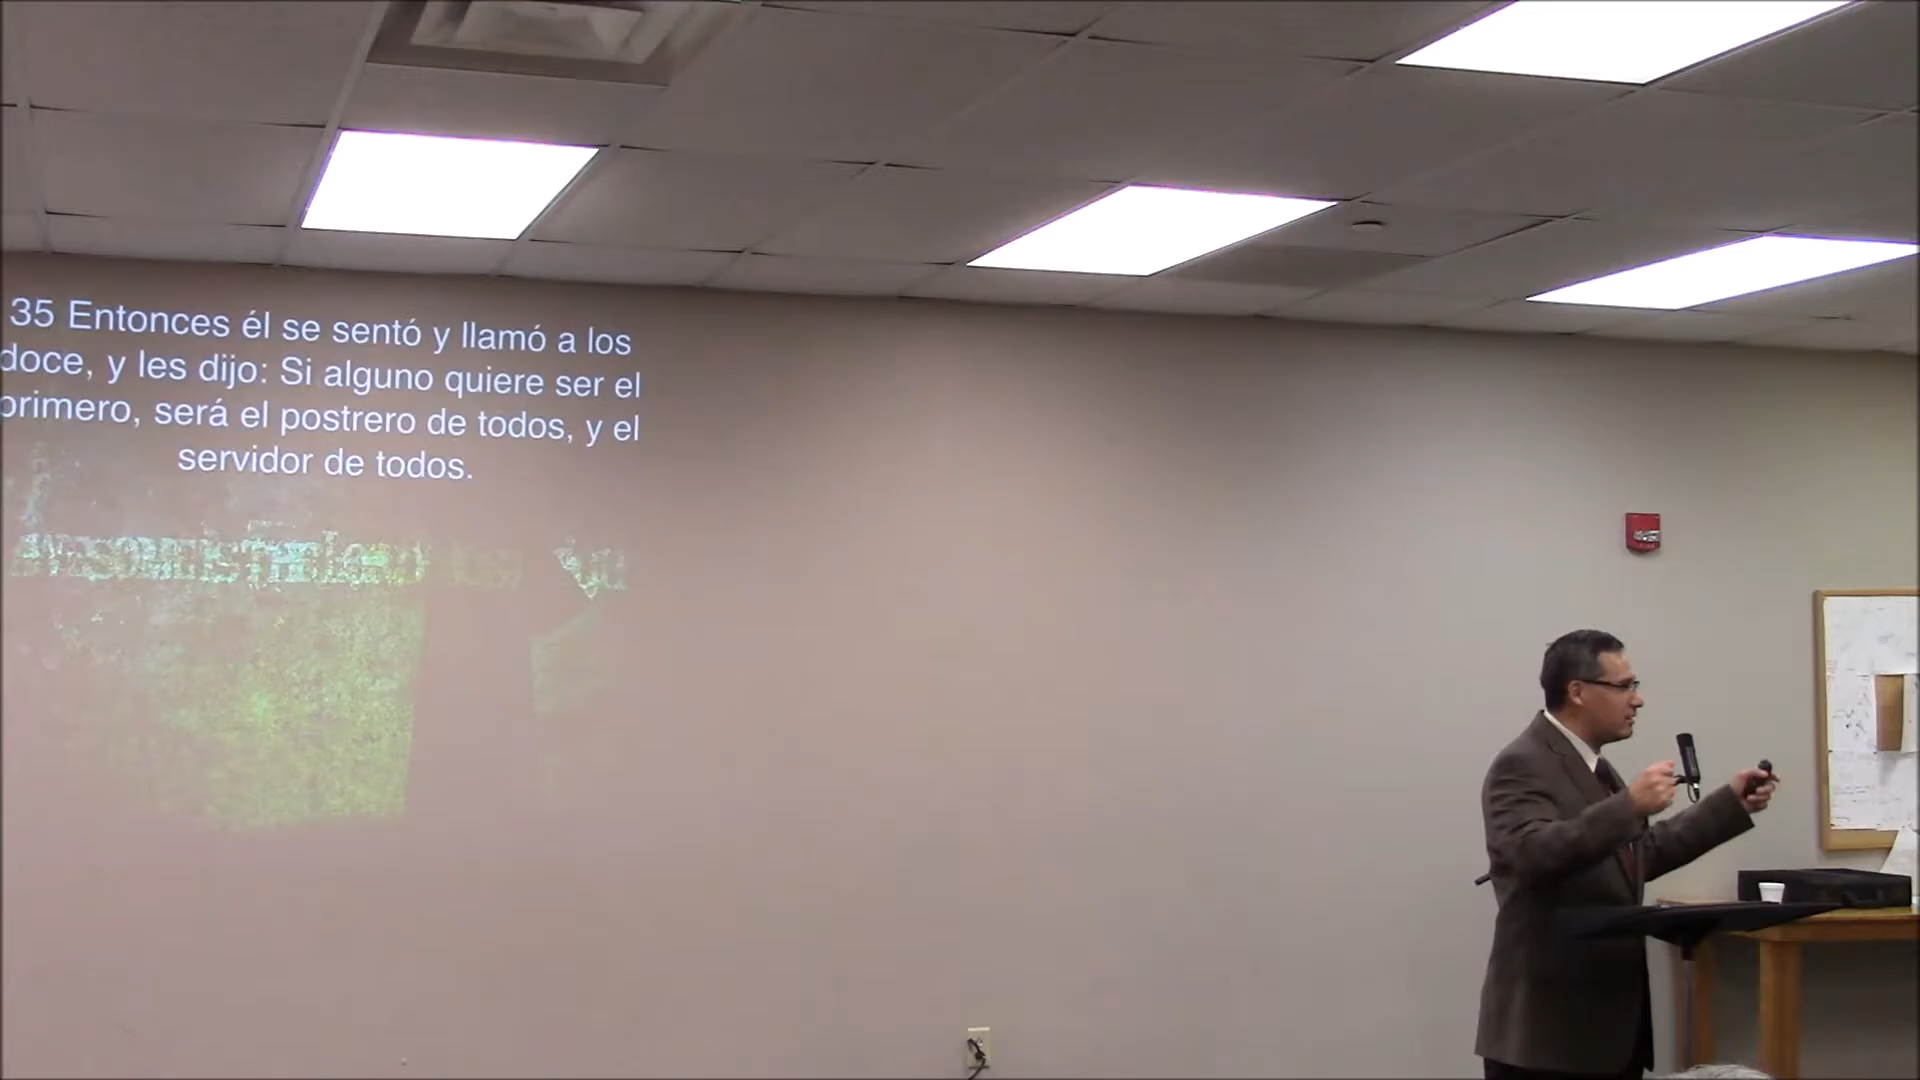 35 Entonces él se sentó y llamó a los
doce, y les dijo: Si alguno quiere ser el
primero, será el postrero de todos, y el
servidor de todos.